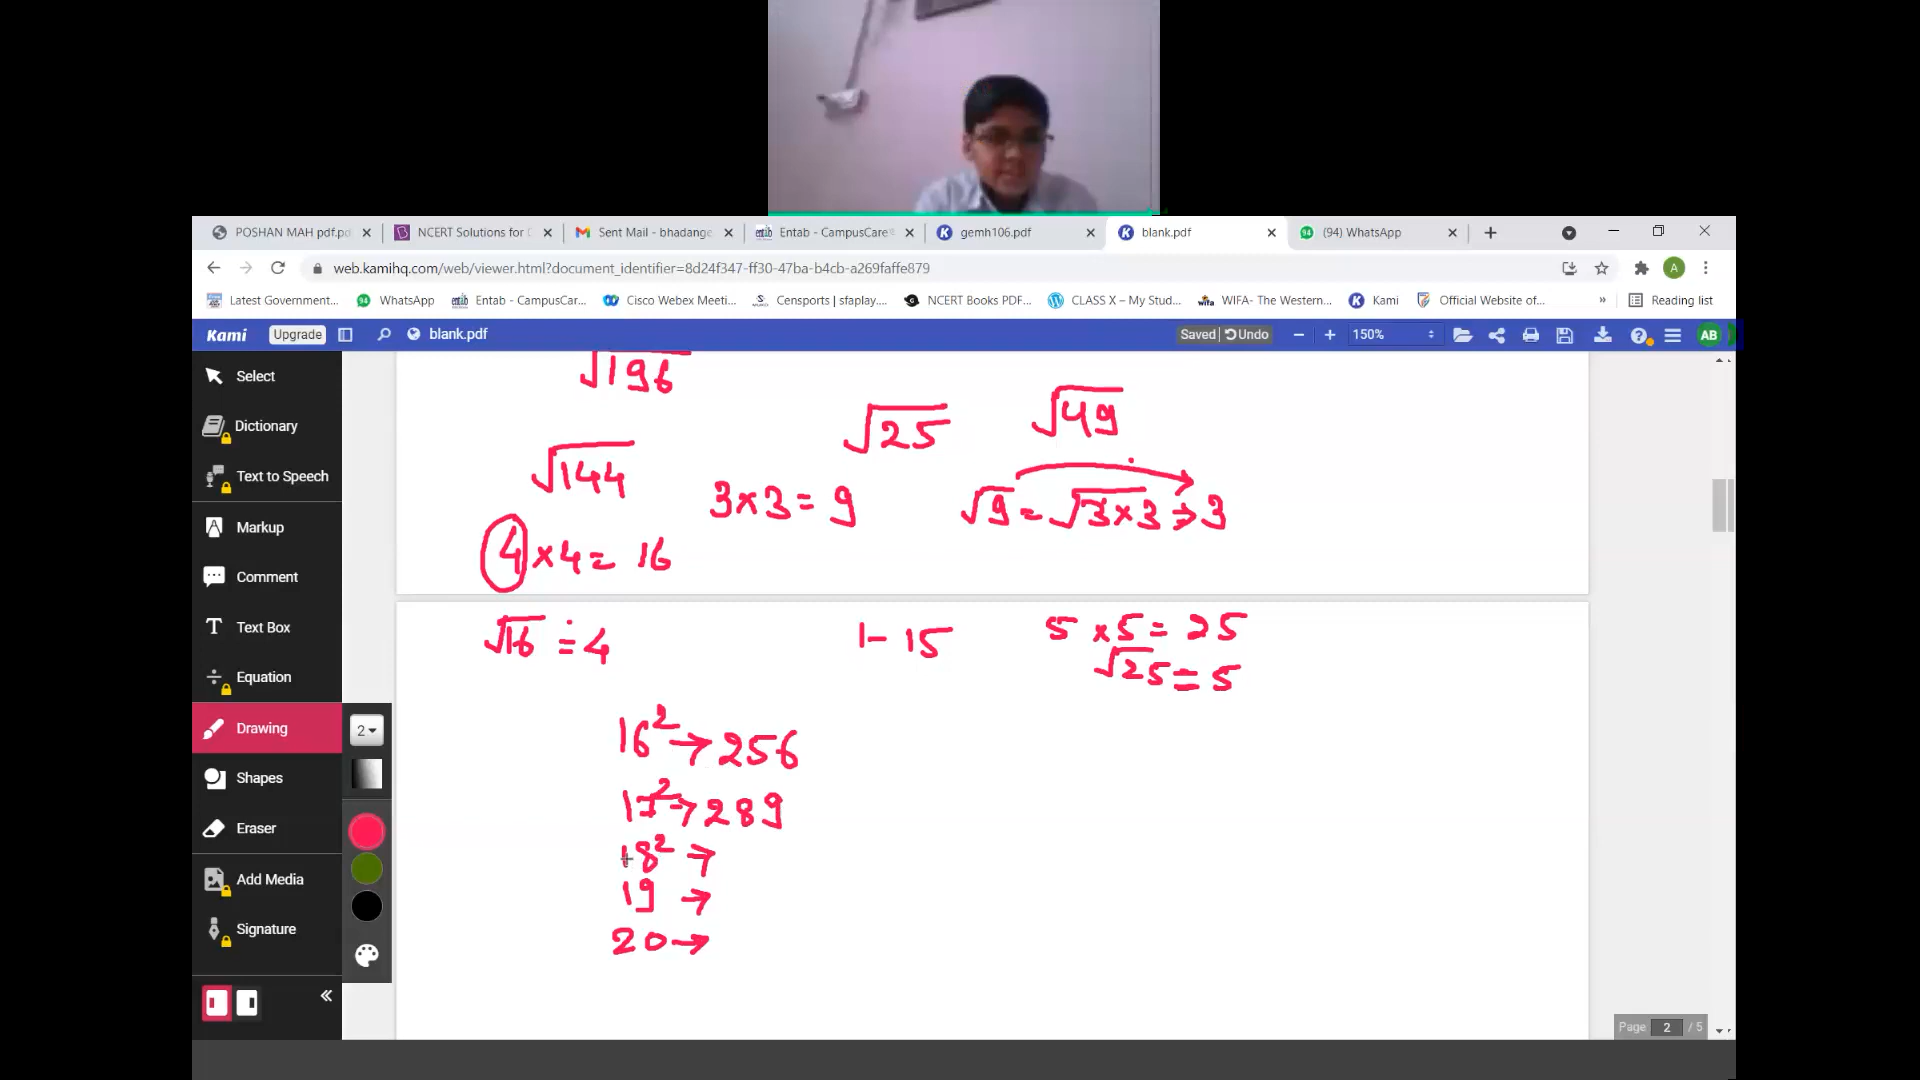 POSHAN MAH pdf.pd
NCERT Solutions for D
Sent Mail - bhadange.
Entab - CampusCare®
gemh106.pdf
blank.pdf
(94) WhatsApp
web.kamihq.com/web/viewer.html?document_identifier=8d24f347-ff30-47ba-b4cb-a269faffe879
A
Latest Government...
WhatsApp
Entab - CampusCar...
Cisco Webex Meeti...
Censports | sfaplay....
NCERT Books PDF...
CLASS X – My Stud...
WIFA- The Western...
Kami
Official Website of...
»
Reading list
Kami
Upgrade
blank.pdf
Saved
Undo
150%
AB
Select
Dictionary
Text to Speech
Markup
Comment
Text Box
Equation
Drawing
2
Shapes
Eraser
Add Media
Signature
√196
√25
√49
√144
3×3=9
√9=√3×3→3
4×4=16
√16=4
1-15
5×5=25
√25=5
16²→256
17²→289
18²→
19→
20→
Page 2 / 5